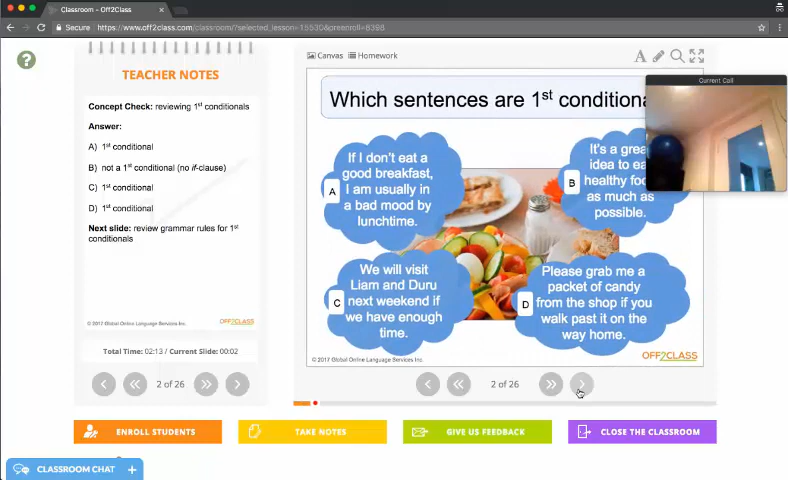 Classroom - Off2Class
Secure
https://www.off2class.com/classroom/?selected_lesson=15530&preenroll=6398
Current Call
TEACHER NOTES
Concept Check: reviewing 1st conditionals
Answer:
A) 1st conditional
B) not a 1st conditional (no if-clause)
C) 1st conditional
D) 1st conditional
Next slide: review grammar rules for 1st
conditionals
© 2017 Global Online Language Services Inc.
OFF2CLASS
Total Time: 02:13 / Current Slide: 00:02
2 of 26
Canvas
Homework
A
Which sentences are 1st conditiona
A
If I don't eat a
good breakfast,
I am usually in
a bad mood by
lunchtime.
B
It's a grea
idea to ea
healthy foo
as much as
possible.
C
We will visit
Liam and Duru
next weekend if
we have enough
time.
D
Please grab me a
packet of candy
from the shop if you
walk past it on the
way home.
© 2017 Global Online Language Services Inc.
OFF2CLASS
2 of 26
ENROLL STUDENTS
TAKE NOTES
GIVE US FEEDBACK
CLOSE THE CLASSROOM
CLASSROOM CHAT +